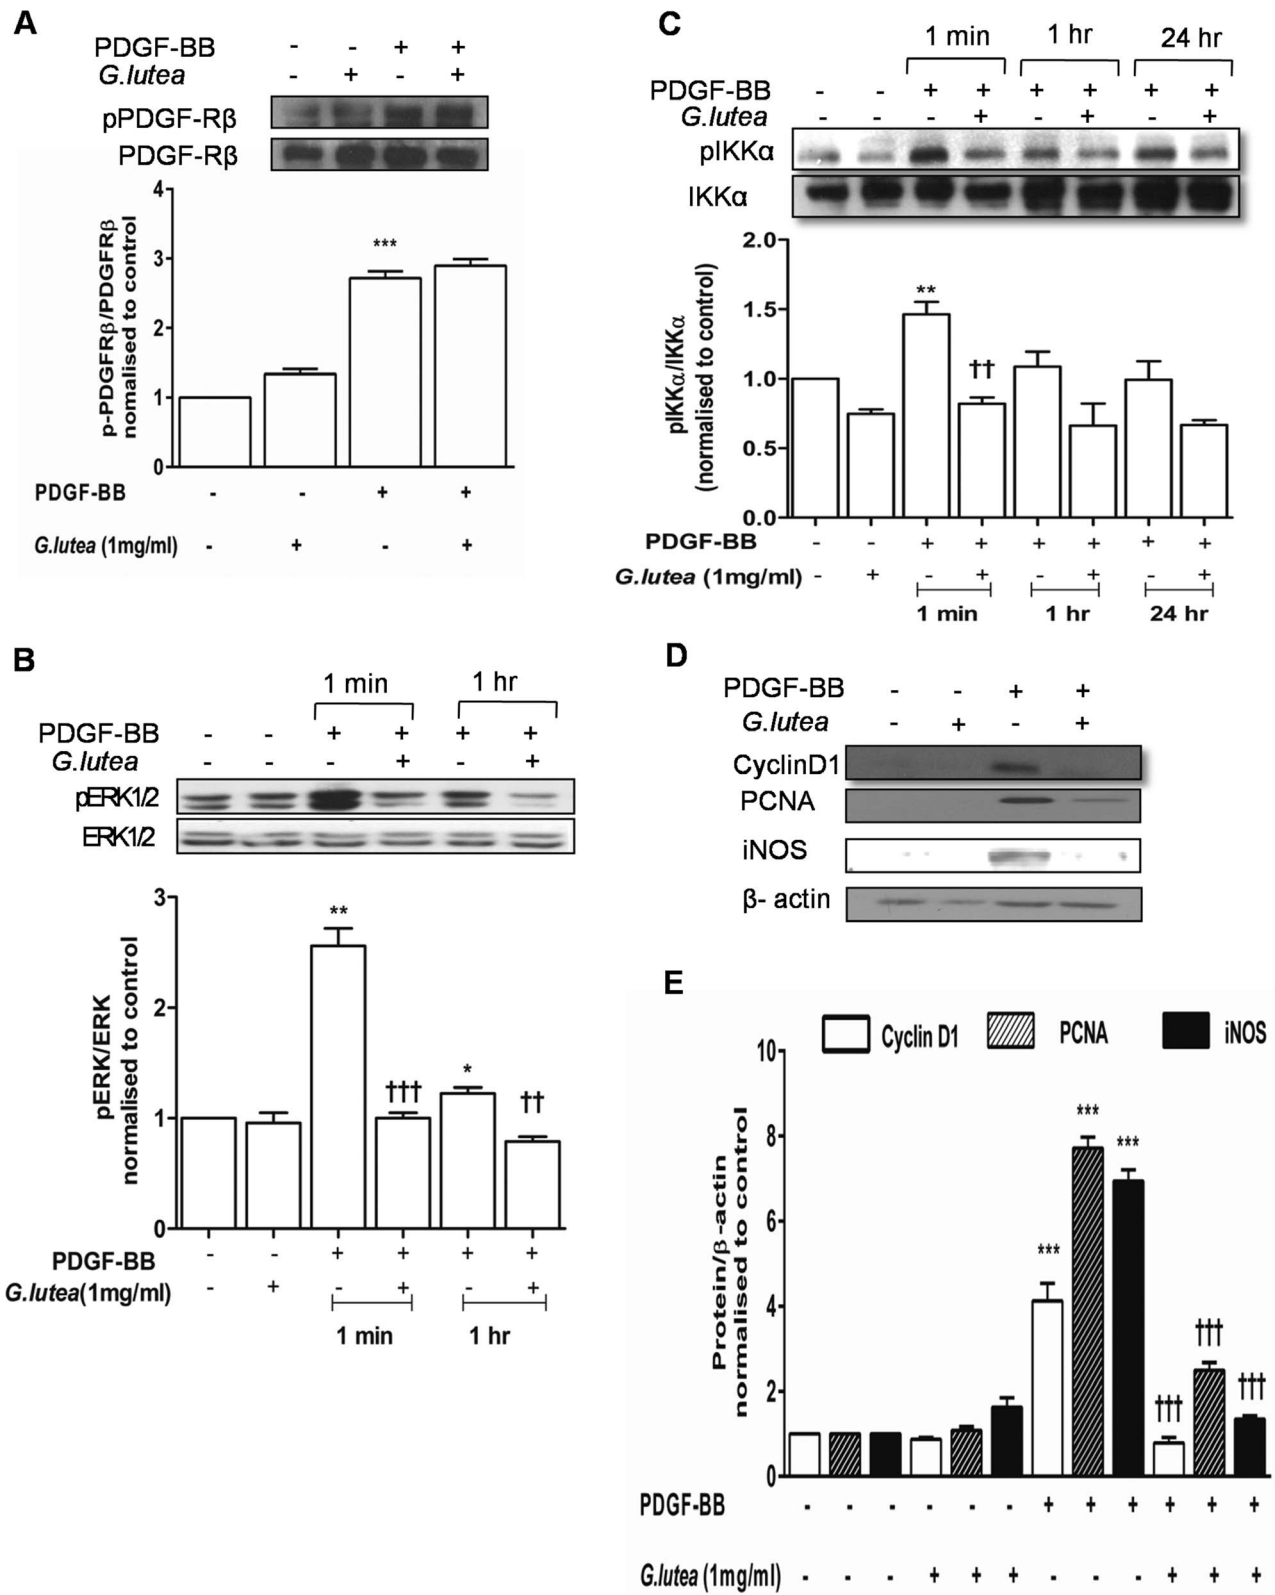 A
PDGF-BB - - + +
G.lutea - + - +
pPDGF-Rβ
PDGF-Rβ
p-PDGFRβ/PDGFRβ
nomalised to control
4
3
2
1
0
***
PDGF-BB - - + +
G.lutea (1mg/ml) - + - +
B
1 min 1 hr
PDGF-BB - - + + + +
G.lutea - - - + - +
pERK1/2
ERK1/2
pERK/ERK
normalised to control
3
2
1
0
**
†††
*
††
PDGF-BB - - + + + +
G.lutea(1mg/ml) - + - + - +
1 min 1 hr
C
1 min 1 hr 24 hr
PDGF-BB - - + + + + + +
G.lutea - - - + - + - +
pIKKα
IKKα
pIKKα/IKKα
(normalised to control)
2.0
1.5
1.0
0.5
0.0
**
††
PDGF-BB - - + + + + + +
G.lutea (1mg/ml) - + - + - + - +
1 min 1 hr 24 hr
D
PDGF-BB - - + +
G.lutea - + - +
CyclinD1
PCNA
iNOS
β- actin
E
Cyclin D1 PCNA iNOS
Protein/β-actin
normalised to control
10
8
6
4
2
0
***
***
***
†††
†††
†††
PDGF-BB - - - - - - + + + + + +
G.lutea (1mg/ml) - - - + + + - - - + + +